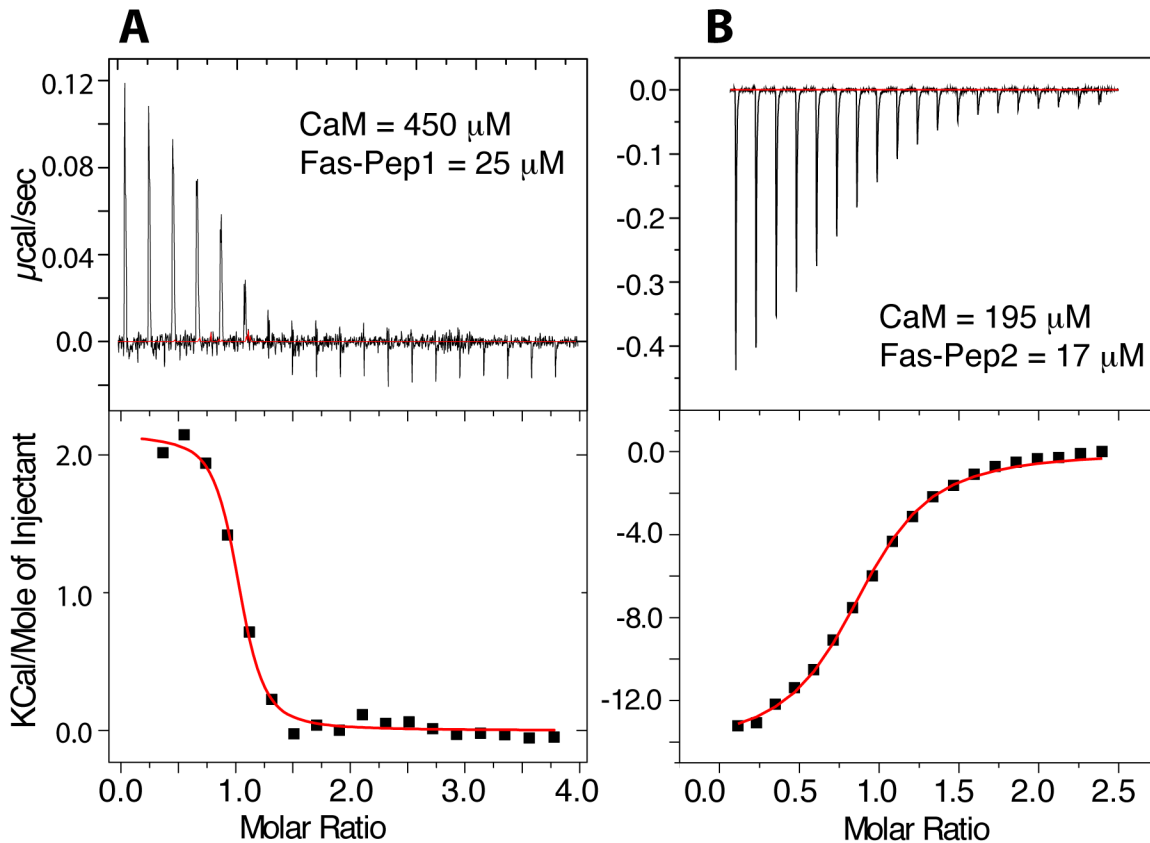 A
0.12
0.08
0.04
0.0
µcal/sec
CaM = 450 µM
Fas-Pep1 = 25 µM
2.0
1.0
0.0
KCal/Mole of Injectant
0.0 1.0 2.0 3.0 4.0
Molar Ratio
B
0.0
-0.1
-0.2
-0.3
-0.4
CaM = 195 µM
Fas-Pep2 = 17 µM
0.0
-4.0
-8.0
-12.0
0.0 0.5 1.0 1.5 2.0 2.5
Molar Ratio